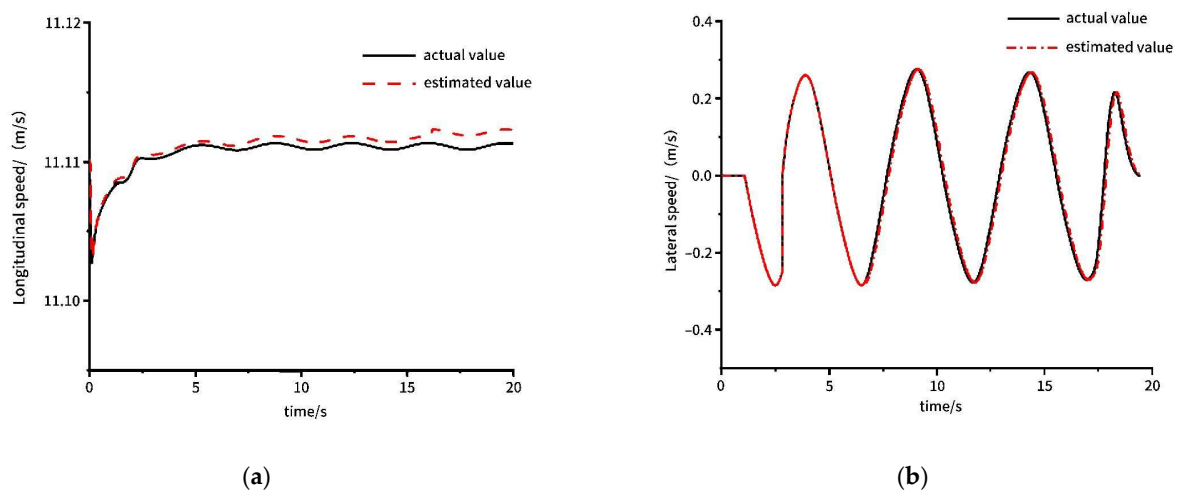 11.12
11.11
11.10
Longitudinal speed/ (m/s)
actual value
estimated value
0
5
10
15
20
time/s
(a)
0.4
0.2
0.0
−0.2
−0.4
Lateral speed/ (m/s)
actual value
estimated value
0
5
10
15
20
time/s
(b)